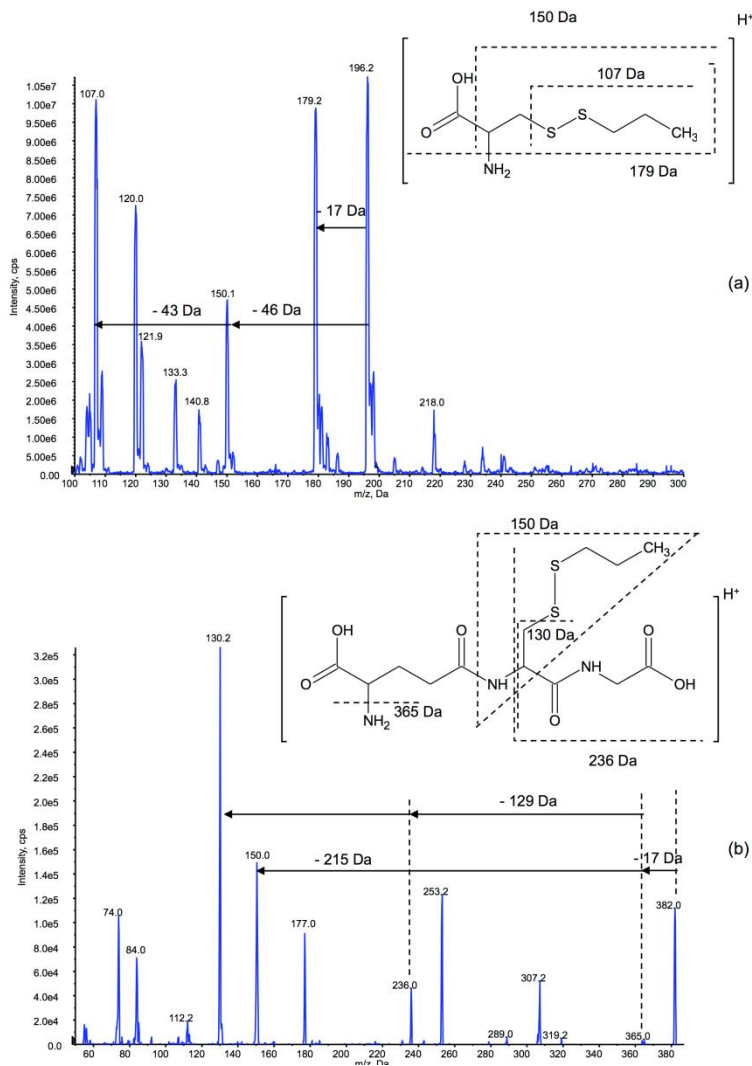 150 Da
H⁺
107 Da
OH
O
S
S
CH₃
NH₂
179 Da
1.05e7
1.00e7
9.50e6
9.00e6
8.50e6
8.00e6
7.50e6
7.00e6
6.50e6
6.00e6
5.50e6
5.00e6
4.50e6
4.00e6
3.50e6
3.00e6
2.50e6
2.00e6
1.50e6
1.00e6
5.00e5
0.00
Intensity, cps
107.0
120.0
121.9
133.3
140.8
150.1
179.2
196.2
218.0
- 17 Da
- 43 Da
- 46 Da
(a)
100 110 120 130 140 150 160 170 180 190 200 210 220 230 240 250 260 270 280 290 300
m/z, Da
150 Da
CH₃
S
S
H⁺
OH
O
O
130 Da
O
NH
NH
OH
NH₂
365 Da
O
236 Da
3.2e5
3.0e5
2.8e5
2.6e5
2.4e5
2.2e5
2.0e5
1.8e5
1.6e5
1.4e5
1.2e5
1.0e5
8.0e4
6.0e4
4.0e4
2.0e4
0.0
Intensity, cps
130.2
- 129 Da
- 215 Da
- 17 Da
(b)
74.0
84.0
112.2
150.0
177.0
236.0
253.2
289.0
307.2
319.2
365.0
382.0
60 80 100 120 140 160 180 200 220 240 260 280 300 320 340 360 380
m/z, Da